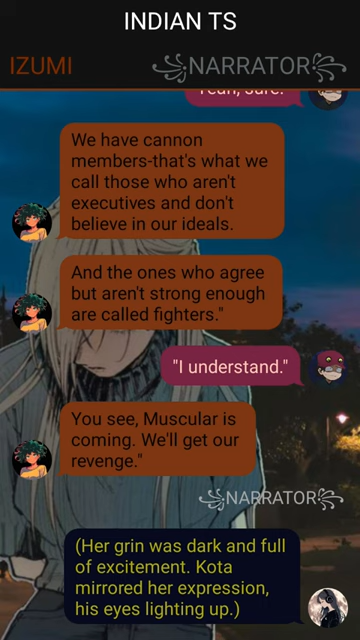 INDIAN TS
IZUMI
NARRATOR
Yeah, sure."
We have cannon
members-that's what we
call those who aren't
executives and don't
believe in our ideals.
And the ones who agree
but aren't strong enough
are called fighters."
"I understand."
You see, Muscular is
coming. We'll get our
revenge."
NARRATOR
(Her grin was dark and full
of excitement. Kota
mirrored her expression,
his eyes lighting up.)